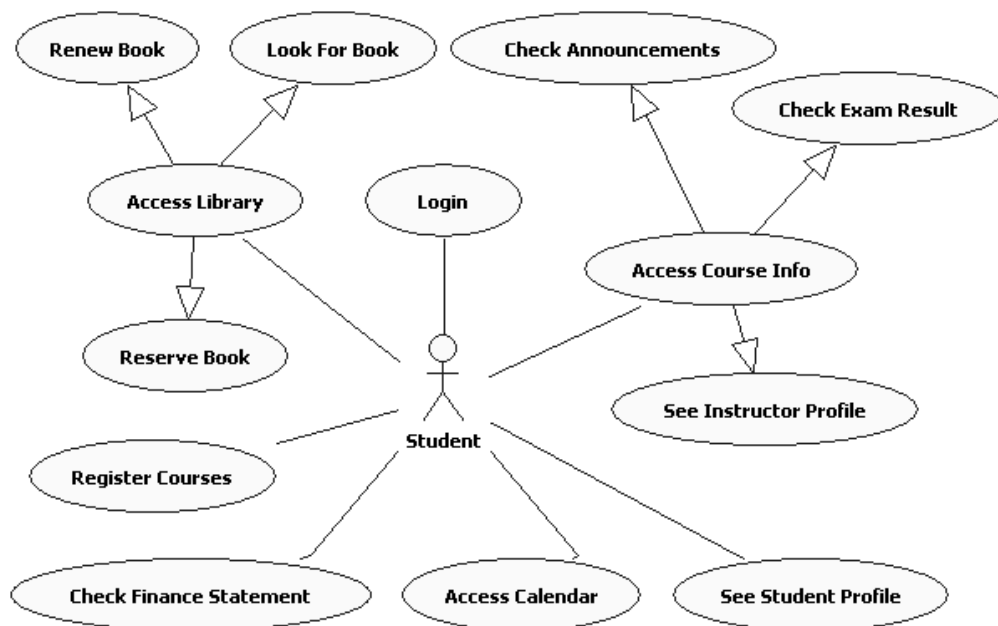 Renew Book
Look For Book
Check Announcements
Check Exam Result
Access Library
Login
Access Course Info
Reserve Book
See Instructor Profile
Student
Register Courses
Check Finance Statement
Access Calendar
See Student Profile